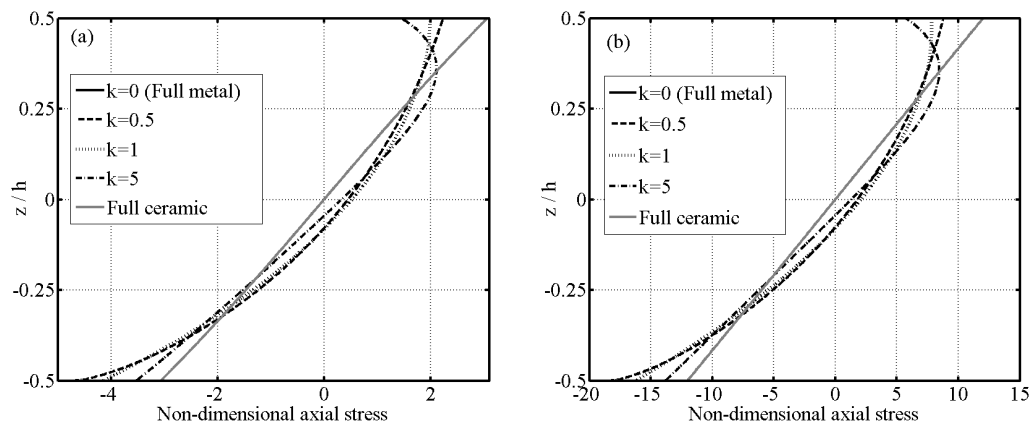 (a)
k=0 (Full metal)
k=0.5
k=1
k=5
Full ceramic
0.5
0.25
0
-0.25
-0.5
z / h
-4
-2
0
2
Non-dimensional axial stress
(b)
k=0 (Full metal)
k=0.5
k=1
k=5
Full ceramic
0.5
0.25
0
-0.25
-0.5
z / h
-20
-15
-10
-5
0
5
10
15
Non-dimensional axial stress